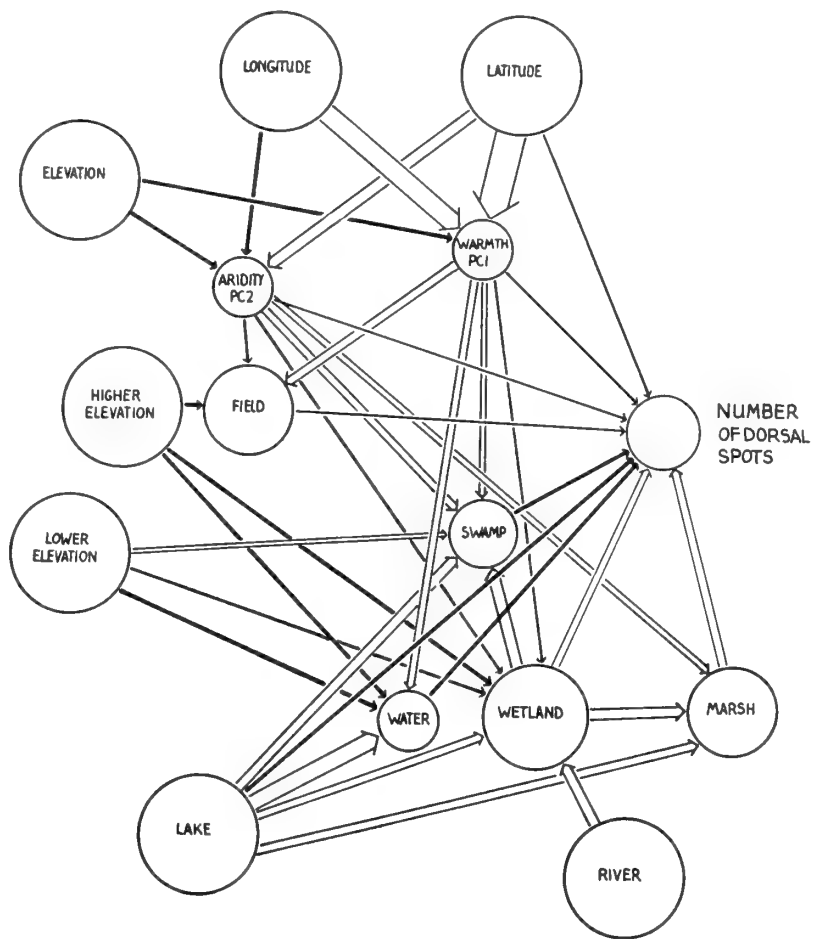 LONGITUDE
LATITUDE
ELEVATION
WARMTH
PC1
ARIDITY
PC2
HIGHER
ELEVATION
FIELD
NUMBER
OF DORSAL
SPOTS
SWAMP
LOWER
ELEVATION
WATER
WETLAND
MARSH
LAKE
RIVER